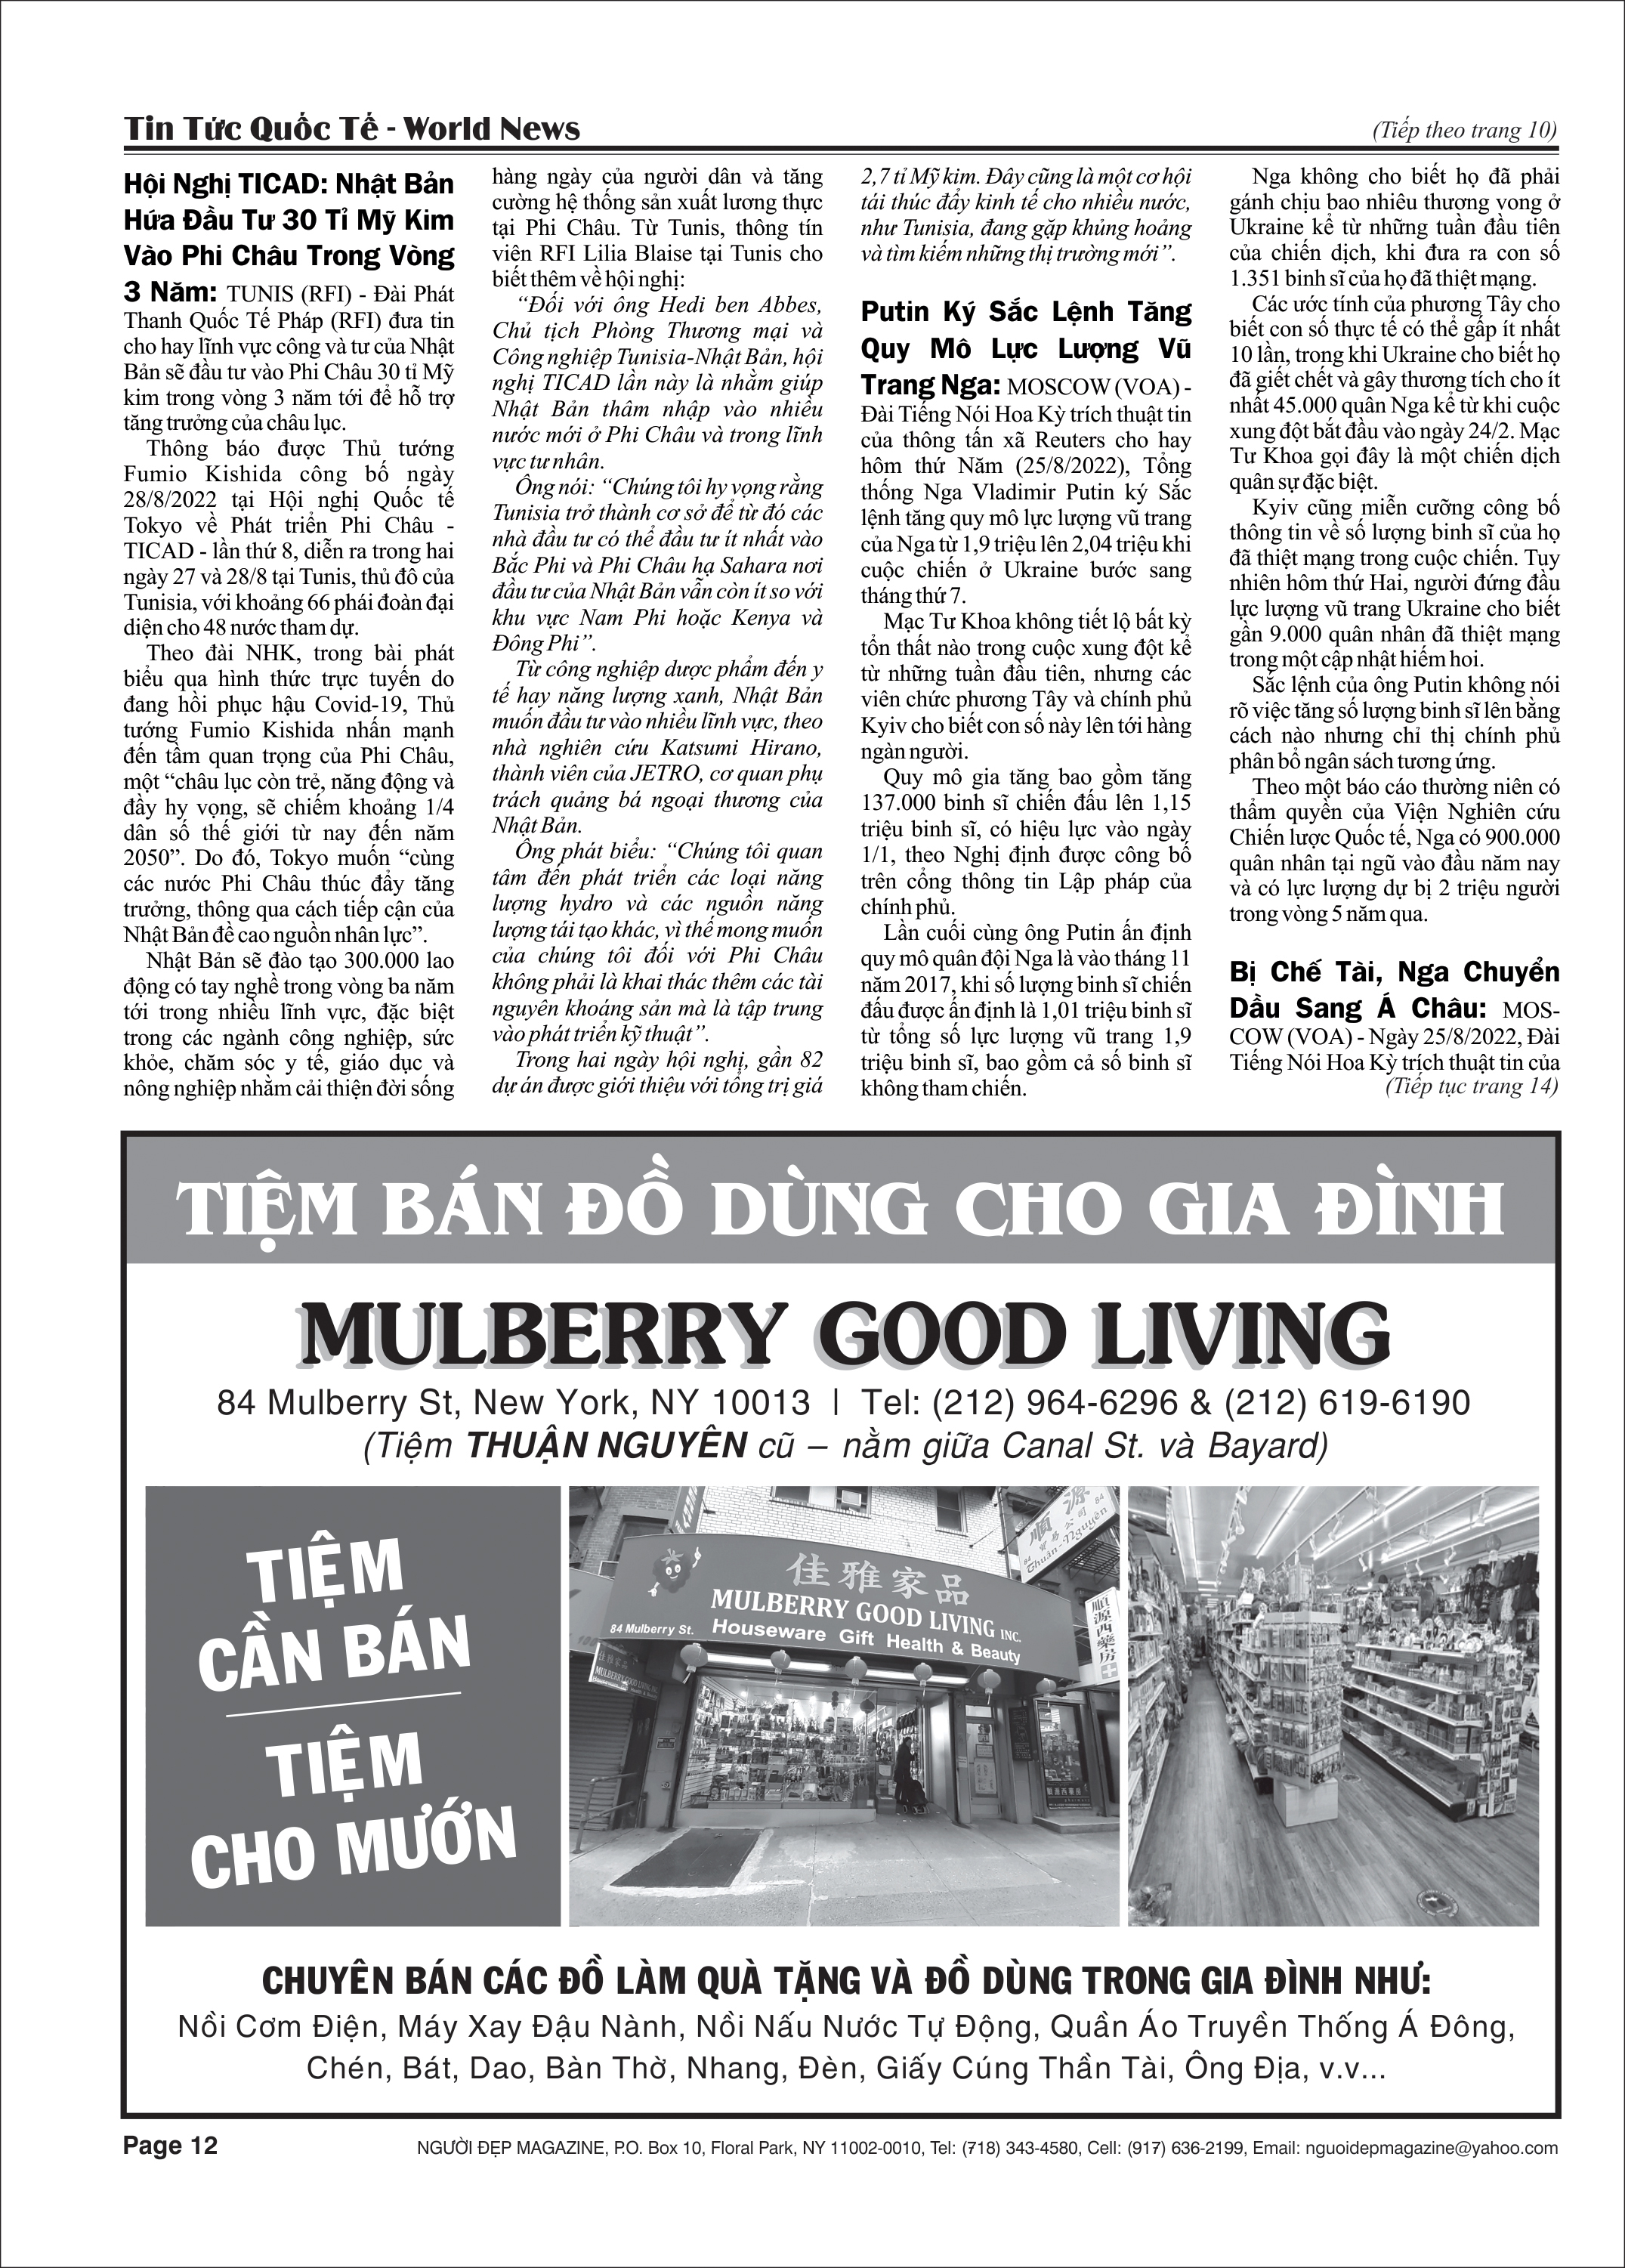 Tin Tức Quốc Tế - World News
(Tiếp theo trang 10)
Hội Nghị TICAD: Nhật Bản
Hứa Đầu Tư 30 Tỉ Mỹ Kim
Vào Phi Châu Trong Vòng
3 Năm: TUNIS (RFI) - Đài Phát
Thanh Quốc Tế Pháp (RFI) đưa tin
cho hay lĩnh vực công và tư của Nhật
Bản sẽ đầu tư vào Phi Châu 30 tỉ Mỹ
kim trong vòng 3 năm tới để hỗ trợ
tăng trưởng của châu lục.
Thông báo được Thủ tướng
Fumio Kishida công bố ngày
28/8/2022 tại Hội nghị Quốc tế
Tokyo về Phát triển Phi Châu -
TICAD - lần thứ 8, diễn ra trong hai
ngày 27 và 28/8 tại Tunis, thủ đô của
Tunisia, với khoảng 66 phái đoàn đại
diện cho 48 nước tham dự.
Theo đài NHK, trong bài phát
biểu qua hình thức trực tuyến do
đang hồi phục hậu Covid-19, Thủ
tướng Fumio Kishida nhấn mạnh
đến tầm quan trọng của Phi Châu,
một “châu lục còn trẻ, năng động và
đầy hy vọng, sẽ chiếm khoảng 1/4
dân số thế giới từ nay đến năm
2050”. Do đó, Tokyo muốn “cùng
các nước Phi Châu thúc đẩy tăng
trưởng, thông qua cách tiếp cận của
Nhật Bản đề cao nguồn nhân lực”.
Nhật Bản sẽ đào tạo 300.000 lao
động có tay nghề trong vòng ba năm
tới trong nhiều lĩnh vực, đặc biệt
trong các ngành công nghiệp, sức
khỏe, chăm sóc y tế, giáo dục và
nông nghiệp nhằm cải thiện đời sống
hàng ngày của người dân và tăng
cường hệ thống sản xuất lương thực
tại Phi Châu. Từ Tunis, thông tín
viên RFI Lilia Blaise tại Tunis cho
biết thêm về hội nghị:
“Đối với ông Hedi ben Abbes,
Chủ tịch Phòng Thương mại và
Công nghiệp Tunisia-Nhật Bản, hội
nghị TICAD lần này là nhằm giúp
Nhật Bản thâm nhập vào nhiều
nước mới ở Phi Châu và trong lĩnh
vực tư nhân.
Ông nói: “Chúng tôi hy vọng rằng
Tunisia trở thành cơ sở để từ đó các
nhà đầu tư có thể đầu tư ít nhất vào
Bắc Phi và Phi Châu hạ Sahara nơi
đầu tư của Nhật Bản vẫn còn ít so với
khu vực Nam Phi hoặc Kenya và
Đông Phi”.
Từ công nghiệp dược phẩm đến y
tế hay năng lượng xanh, Nhật Bản
muốn đầu tư vào nhiều lĩnh vực, theo
nhà nghiên cứu Katsumi Hirano,
thành viên của JETRO, cơ quan phụ
trách quảng bá ngoại thương của
Nhật Bản.
Ông phát biểu: “Chúng tôi quan
tâm đến phát triển các loại năng
lượng hydro và các nguồn năng
lượng tái tạo khác, vì thế mong muốn
của chúng tôi đối với Phi Châu
không phải là khai thác thêm các tài
nguyên khoáng sản mà là tập trung
vào phát triển kỹ thuật”.
Trong hai ngày hội nghị, gần 82
dự án được giới thiệu với tổng trị giá
2,7 tỉ Mỹ kim. Đây cũng là một cơ hội
tái thúc đẩy kinh tế cho nhiều nước,
như Tunisia, đang gặp khủng hoảng
và tìm kiếm những thị trường mới”.
Putin Ký Sắc Lệnh Tăng
Quy Mô Lực Lượng Vũ
Trang Nga: MOSCOW (VOA) -
Đài Tiếng Nói Hoa Kỳ trích thuật tin
của thông tấn xã Reuters cho hay
hôm thứ Năm (25/8/2022), Tổng
thống Nga Vladimir Putin ký Sắc
lệnh tăng quy mô lực lượng vũ trang
của Nga từ 1,9 triệu lên 2,04 triệu khi
cuộc chiến ở Ukraine bước sang
tháng thứ 7.
Mạc Tư Khoa không tiết lộ bất kỳ
tổn thất nào trong cuộc xung đột kể
từ những tuần đầu tiên, nhưng các
viên chức phương Tây và chính phủ
Kyiv cho biết con số này lên tới hàng
ngàn người.
Quy mô gia tăng bao gồm tăng
137.000 binh sĩ chiến đấu lên 1,15
triệu binh sĩ, có hiệu lực vào ngày
1/1, theo Nghị định được công bố
trên cổng thông tin Lập pháp của
chính phủ.
Lần cuối cùng ông Putin ấn định
quy mô quân đội Nga là vào tháng 11
năm 2017, khi số lượng binh sĩ chiến
đấu được ấn định là 1,01 triệu binh sĩ
từ tổng số lực lượng vũ trang 1,9
triệu binh sĩ, bao gồm cả số binh sĩ
không tham chiến.
Nga không cho biết họ đã phải
gánh chịu bao nhiêu thương vong ở
Ukraine kể từ những tuần đầu tiên
của chiến dịch, khi đưa ra con số
1.351 binh sĩ của họ đã thiệt mạng.
Các ước tính của phương Tây cho
biết con số thực tế có thể gấp ít nhất
10 lần, trong khi Ukraine cho biết họ
đã giết chết và gây thương tích cho ít
nhất 45.000 quân Nga kể từ khi cuộc
xung đột bắt đầu vào ngày 24/2. Mạc
Tư Khoa gọi đây là một chiến dịch
quân sự đặc biệt.
Kyiv cũng miễn cưỡng công bố
thông tin về số lượng binh sĩ của họ
đã thiệt mạng trong cuộc chiến. Tuy
nhiên hôm thứ Hai, người đứng đầu
lực lượng vũ trang Ukraine cho biết
gần 9.000 quân nhân đã thiệt mạng
trong một cập nhật hiếm hoi.
Sắc lệnh của ông Putin không nói
rõ việc tăng số lượng binh sĩ lên bằng
cách nào nhưng chỉ thị chính phủ
phân bổ ngân sách tương ứng.
Theo một báo cáo thường niên có
thẩm quyền của Viện Nghiên cứu
Chiến lược Quốc tế, Nga có 900.000
quân nhân tại ngũ vào đầu năm nay
và có lực lượng dự bị 2 triệu người
trong vòng 5 năm qua.
Bị Chế Tài, Nga Chuyển
Dầu Sang Á Châu: MOS-
COW (VOA) - Ngày 25/8/2022, Đài
Tiếng Nói Hoa Kỳ trích thuật tin của
(Tiếp tục trang 14)
TIỆM BÁN ĐỒ DÙNG CHO GIA ĐÌNH
MULBERRY GOOD LIVING
84 Mulberry St, New York, NY 10013 | Tel: (212) 964-6296 & (212) 619-6190
(Tiệm THUẬN NGUYÊN cũ – nằm giữa Canal St. và Bayard)
TIỆM
CẦN BÁN
TIỆM
CHO MƯỚN
順源
84
貿易公司
84 Thuận-Nguyên
佳雅家品
MULBERRY GOOD LIVING INC.
84 Mulberry St. Houseware Gift Health & Beauty
順源西藥房
佳雅家品
MULBERRY GOOD LIVING INC.
CHUYÊN BÁN CÁC ĐỒ LÀM QUÀ TẶNG VÀ ĐỒ DÙNG TRONG GIA ĐÌNH NHƯ:
Nồi Cơm Điện, Máy Xay Đậu Nành, Nồi Nấu Nước Tự Động, Quần Áo Truyền Thống Á Đông,
Chén, Bát, Dao, Bàn Thờ, Nhang, Đèn, Giấy Cúng Thần Tài, Ông Địa, v.v...
Page 12
NGƯỜI ĐẸP MAGAZINE, P.O. Box 10, Floral Park, NY 11002-0010, Tel: (718) 343-4580, Cell: (917) 636-2199, Email: nguoidepmagazine@yahoo.com